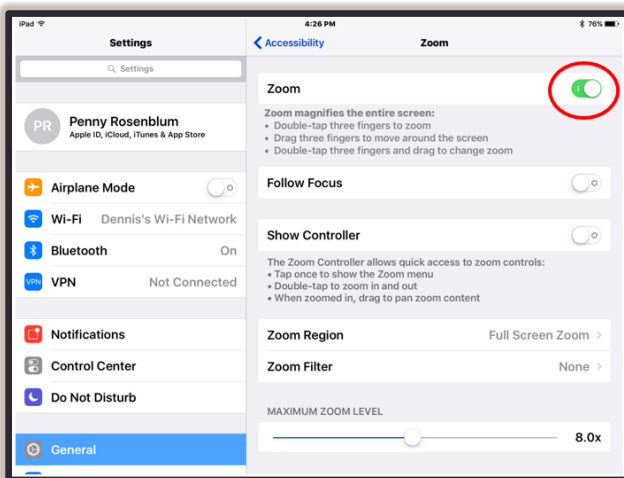 iPad 4:26 PM 76%
Settings
Accessibility Zoom
Settings
PR
Penny Rosenblum
Apple ID, iCloud, iTunes & App Store
Airplane Mode
Wi-Fi Dennis's Wi-Fi Network
Bluetooth On
VPN VPN Not Connected
Notifications
Control Center
Do Not Disturb
General
Zoom
Zoom magnifies the entire screen:
• Double-tap three fingers to zoom
• Drag three fingers to move around the screen
• Double-tap three fingers and drag to change zoom
Follow Focus
Show Controller
The Zoom Controller allows quick access to zoom controls:
• Tap once to show the Zoom menu
• Double-tap to zoom in and out
• When zoomed in, drag to pan zoom content
Zoom Region Full Screen Zoom
Zoom Filter None
MAXIMUM ZOOM LEVEL
8.0x